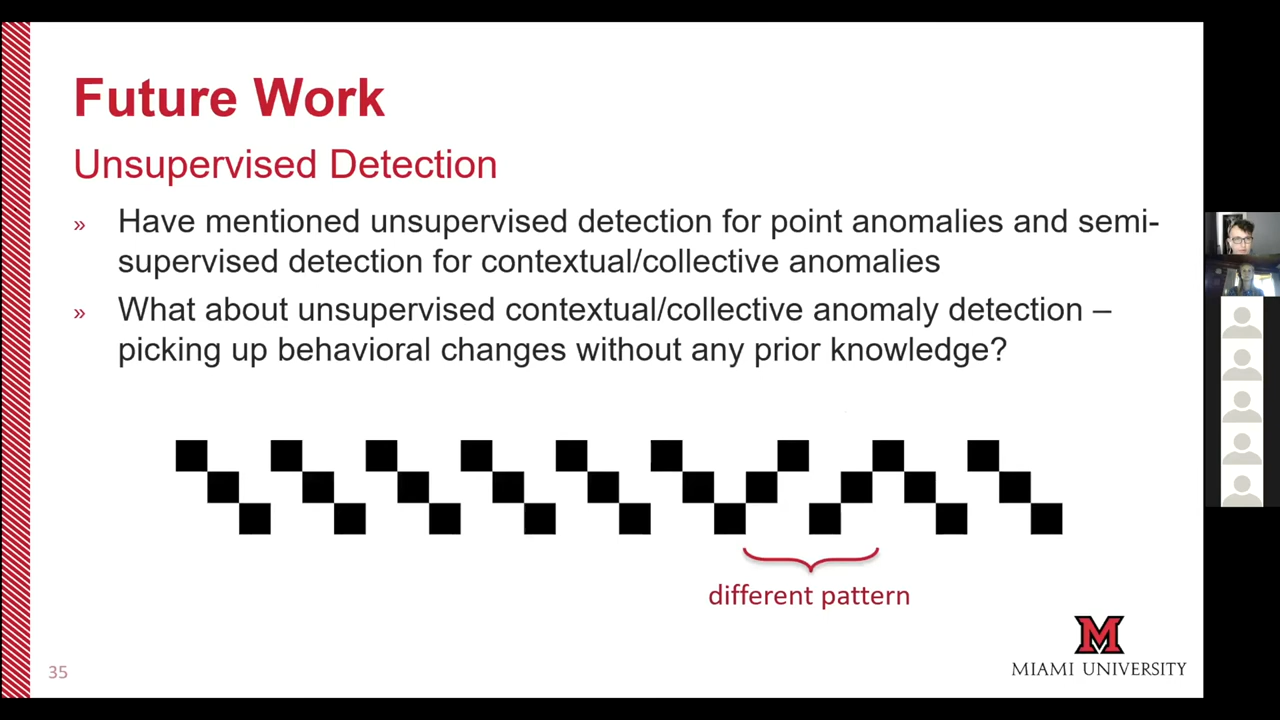 Future Work
Unsupervised Detection
» Have mentioned unsupervised detection for point anomalies and semi-
supervised detection for contextual/collective anomalies
» What about unsupervised contextual/collective anomaly detection –
picking up behavioral changes without any prior knowledge?
different pattern
M
MIAMI UNIVERSITY
35